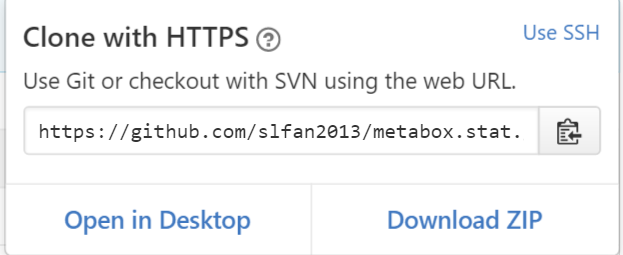 Clone with HTTPS ?
Use SSH
Use Git or checkout with SVN using the web URL.
https://github.com/slfan2013/metabox.stat.
Open in Desktop
Download ZIP